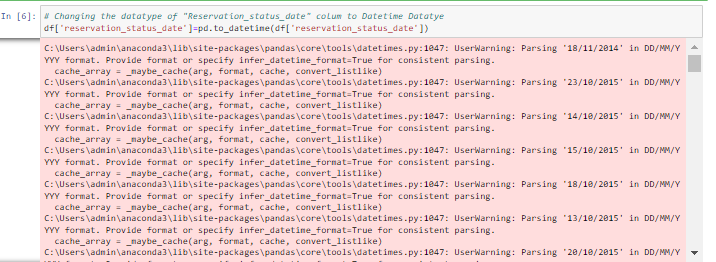 In [6]:
# Changing the datatype of "Reservation_status_date" colum to Datetime Datatye
df['reservation_status_date']=pd.to_datetime(df['reservation_status_date'])
C:\Users\admin\anaconda3\lib\site-packages\pandas\core\tools\datetimes.py:1047: UserWarning: Parsing '18/11/2014' in DD/MM/Y
YYY format. Provide format or specify infer_datetime_format=True for consistent parsing.
cache_array = _maybe_cache(arg, format, cache, convert_listlike)
C:\Users\admin\anaconda3\lib\site-packages\pandas\core\tools\datetimes.py:1047: UserWarning: Parsing '23/10/2015' in DD/MM/Y
YYY format. Provide format or specify infer_datetime_format=True for consistent parsing.
cache_array = _maybe_cache(arg, format, cache, convert_listlike)
C:\Users\admin\anaconda3\lib\site-packages\pandas\core\tools\datetimes.py:1047: UserWarning: Parsing '14/10/2015' in DD/MM/Y
YYY format. Provide format or specify infer_datetime_format=True for consistent parsing.
cache_array = _maybe_cache(arg, format, cache, convert_listlike)
C:\Users\admin\anaconda3\lib\site-packages\pandas\core\tools\datetimes.py:1047: UserWarning: Parsing '15/10/2015' in DD/MM/Y
YYY format. Provide format or specify infer_datetime_format=True for consistent parsing.
cache_array = _maybe_cache(arg, format, cache, convert_listlike)
C:\Users\admin\anaconda3\lib\site-packages\pandas\core\tools\datetimes.py:1047: UserWarning: Parsing '18/10/2015' in DD/MM/Y
YYY format. Provide format or specify infer_datetime_format=True for consistent parsing.
cache_array = _maybe_cache(arg, format, cache, convert_listlike)
C:\Users\admin\anaconda3\lib\site-packages\pandas\core\tools\datetimes.py:1047: UserWarning: Parsing '13/10/2015' in DD/MM/Y
YYY format. Provide format or specify infer_datetime_format=True for consistent parsing.
cache_array = _maybe_cache(arg, format, cache, convert_listlike)
C:\Users\admin\anaconda3\lib\site-packages\pandas\core\tools\datetimes.py:1047: UserWarning: Parsing '20/10/2015' in DD/MM/Y